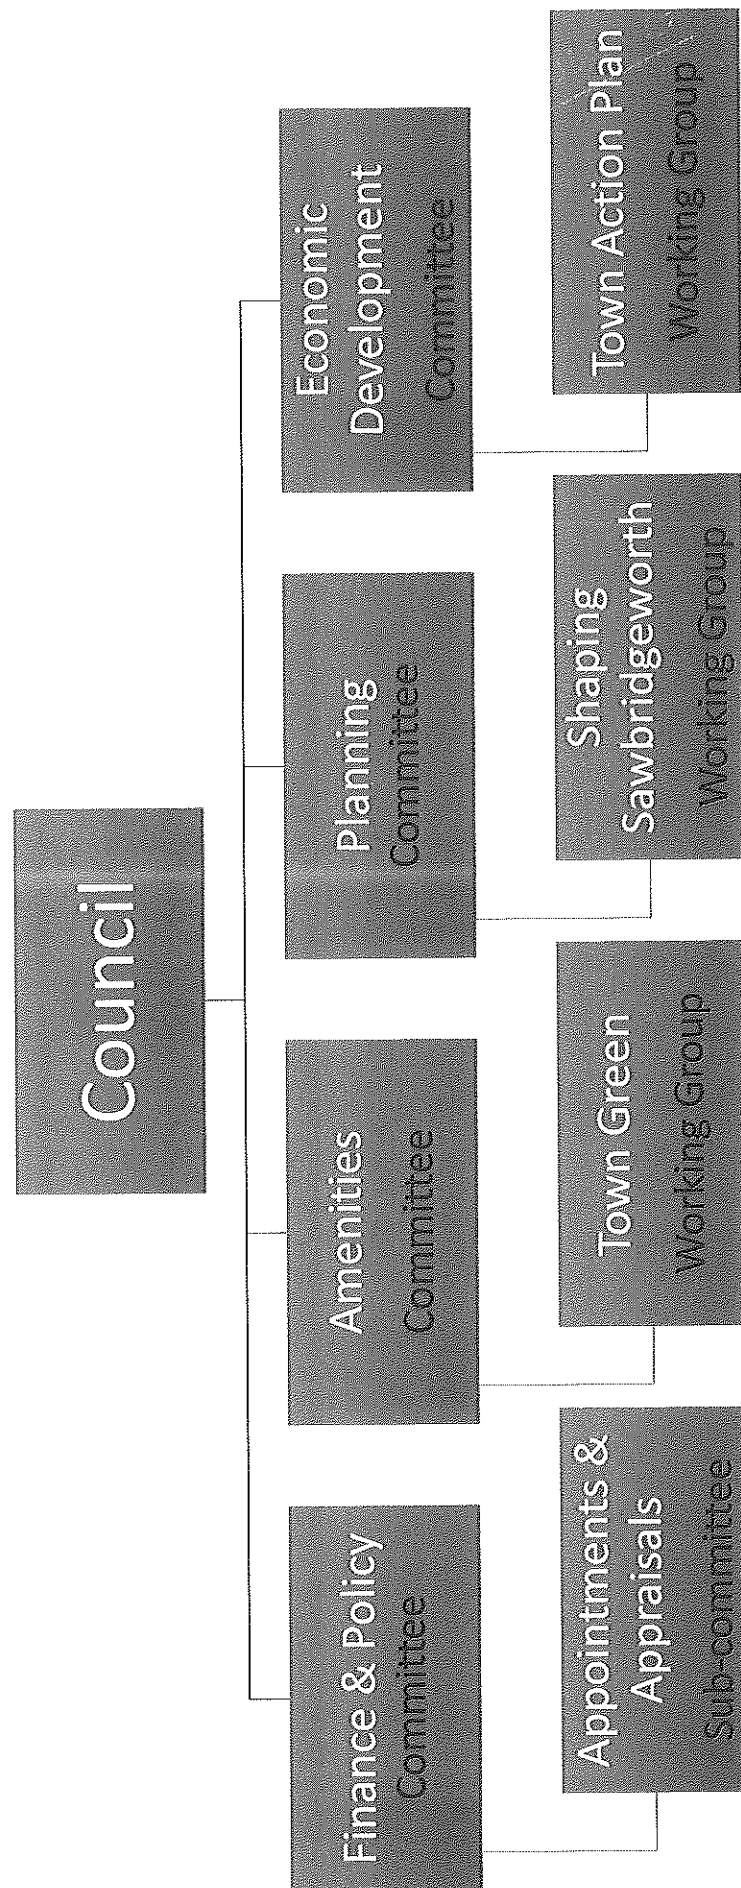 Council
Finance & Policy
Committee
Amenities
Committee
Planning
Committee
Economic
Development
Committee
Appointments &
Appraisals
Sub-committee
Town Green
Working Group
Shaping
Sawbridgeworth
Working Group
Town Action Plan
Working Group